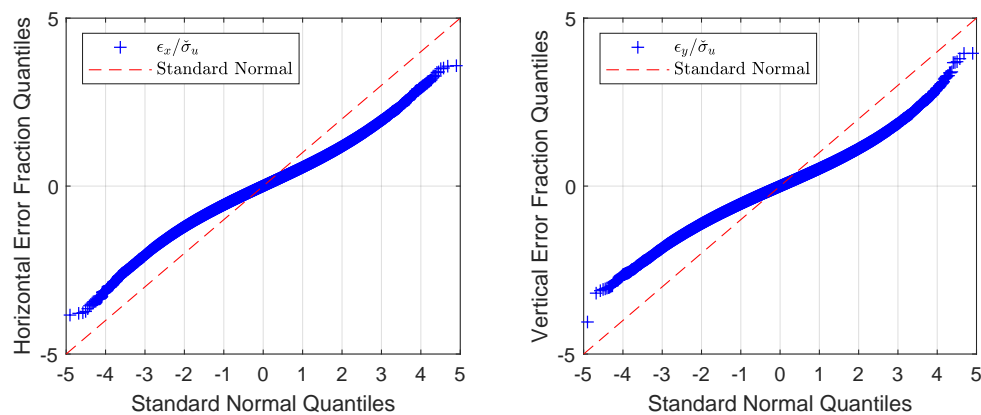 5
ϵx/σ̌u
Standard Normal
0
-5
-5 -4 -3 -2 -1 0 1 2 3 4 5
Standard Normal Quantiles
Horizontal Error Fraction Quantiles
5
ϵy/σ̌u
Standard Normal
0
-5
-5 -4 -3 -2 -1 0 1 2 3 4 5
Standard Normal Quantiles
Vertical Error Fraction Quantiles